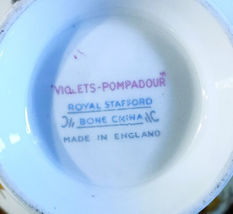 "VIOLETS-POMPADOUR"
ROYAL STAFFORD
BONE CHINA
MADE IN ENGLAND